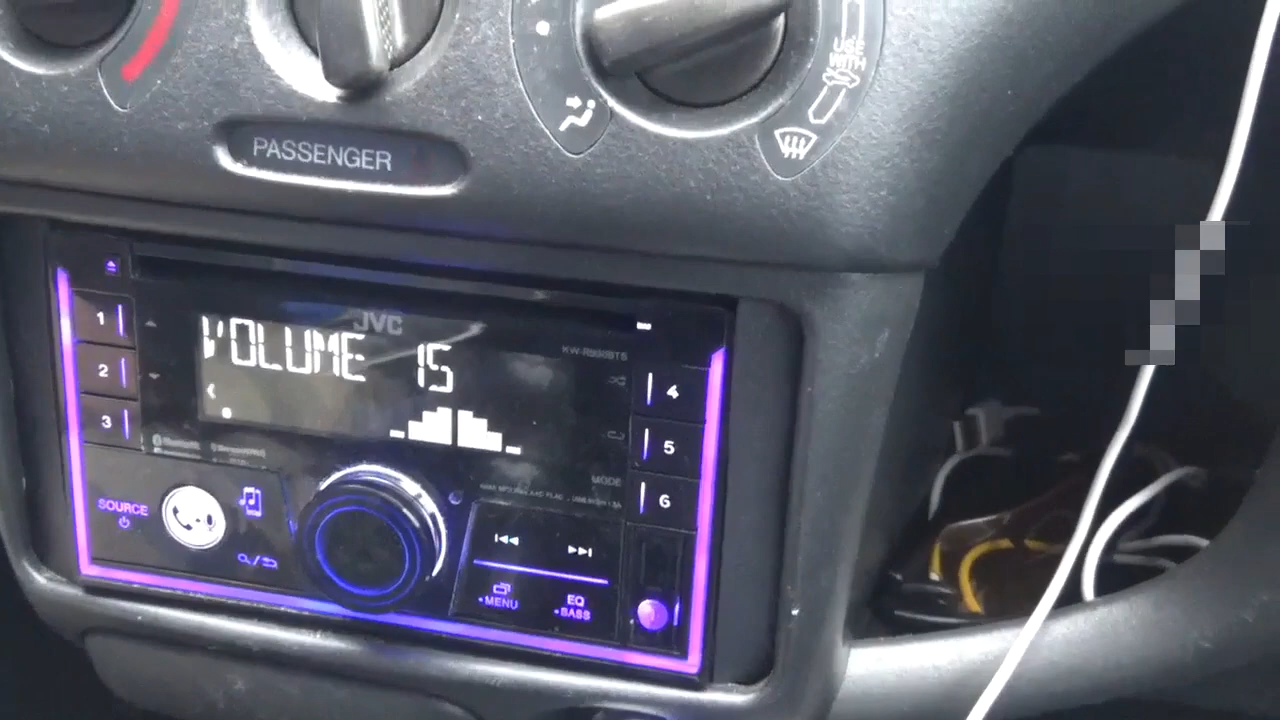 USE
WITH
PASSENGER
JVC
VOLUME 15
1
2
3
4
5
6
MODE
SOURCE
MENU
EQ
BASS